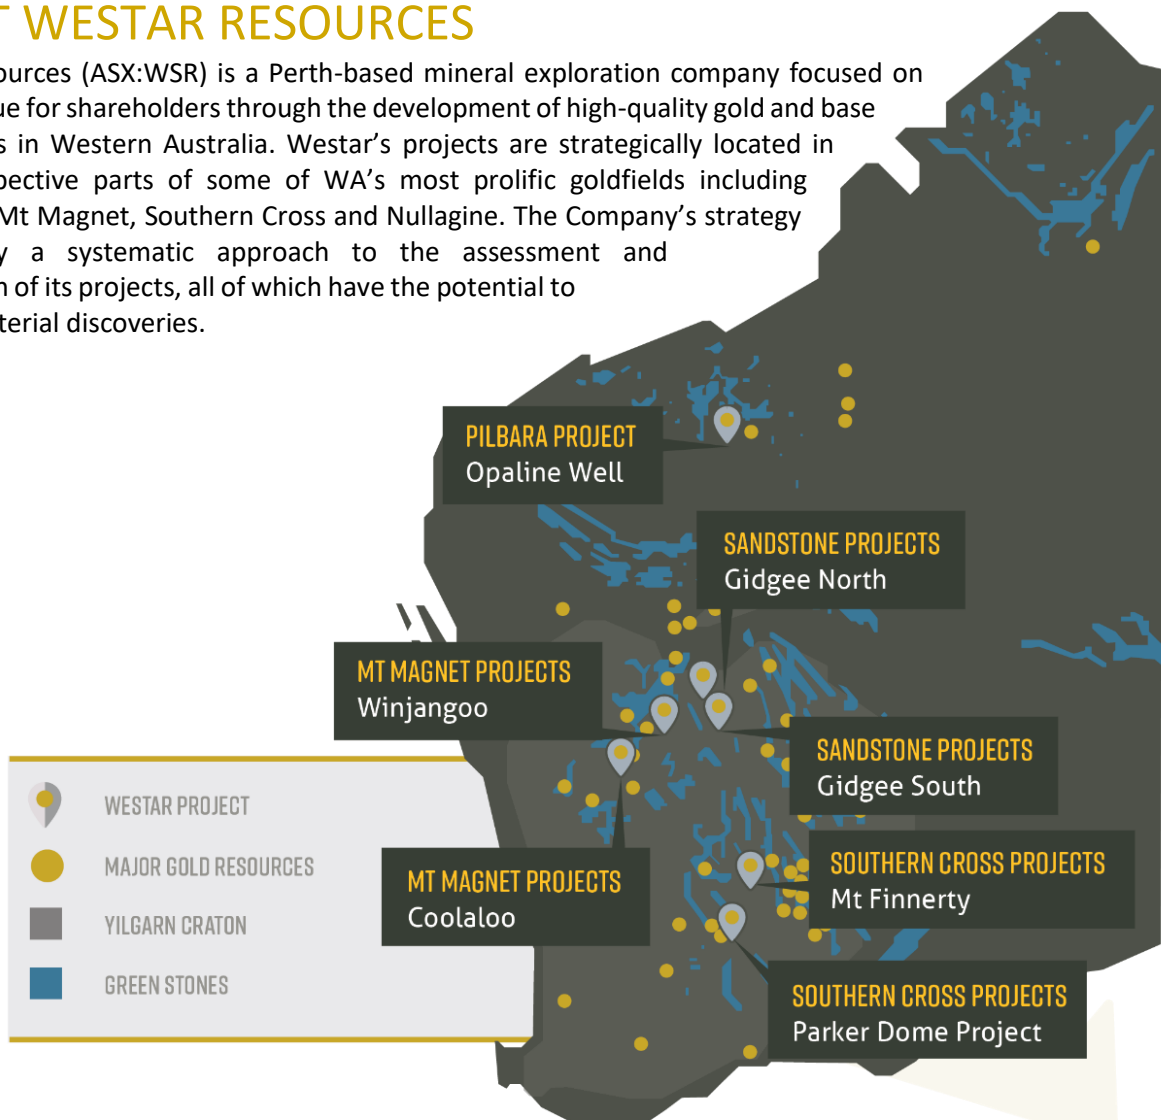 T WESTAR RESOURCES
ources (ASX:WSR) is a Perth-based mineral exploration company focused on
ue for shareholders through the development of high-quality gold and base
s in Western Australia. Westar’s projects are strategically located in
pective parts of some of WA’s most prolific goldfields including
Mt Magnet, Southern Cross and Nullagine. The Company’s strategy
y a systematic approach to the assessment and
n of its projects, all of which have the potential to
terial discoveries.
PILBARA PROJECT
Opaline Well
SANDSTONE PROJECTS
Gidgee North
MT MAGNET PROJECTS
Winjangoo
SANDSTONE PROJECTS
Gidgee South
WESTAR PROJECT
MAJOR GOLD RESOURCES
YILGARN CRATON
GREEN STONES
MT MAGNET PROJECTS
Coolaloo
SOUTHERN CROSS PROJECTS
Mt Finnerty
SOUTHERN CROSS PROJECTS
Parker Dome Project